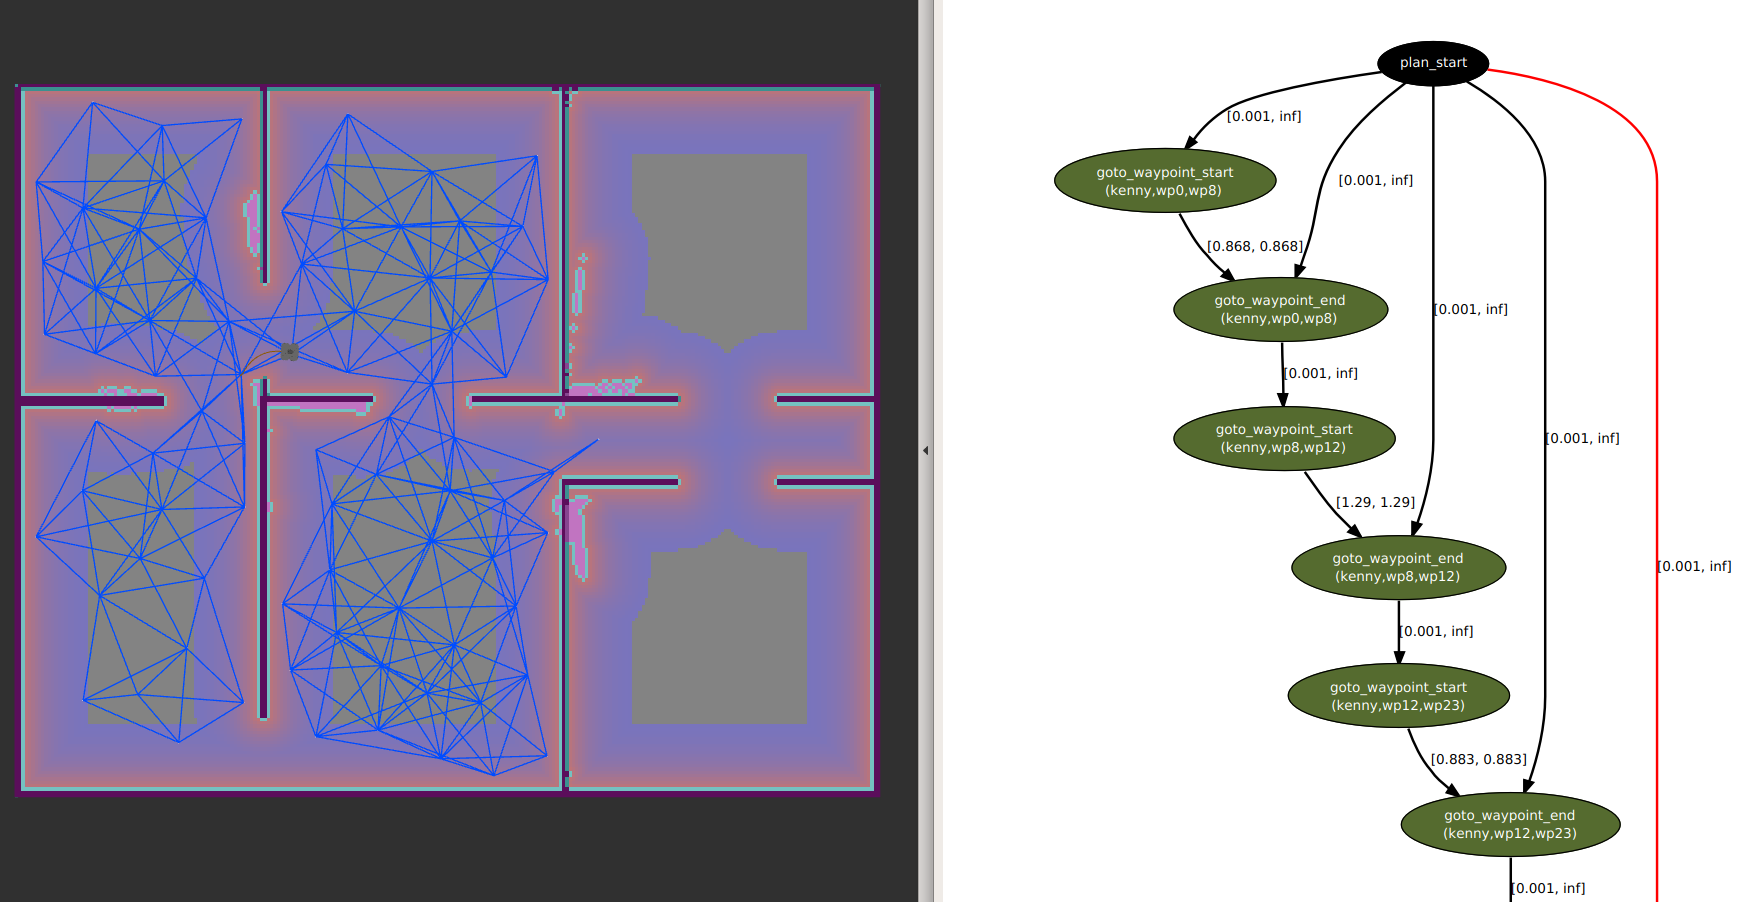 plan_start
[0.001, inf]
goto_waypoint_start
(kenny,wp0,wp8)
[0.001, inf]
[0.868, 0.868]
goto_waypoint_end
(kenny,wp0,wp8)
[0.001, inf]
[0.001, inf]
goto_waypoint_start
(kenny,wp8,wp12)
[0.001, inf]
[1.29, 1.29]
goto_waypoint_end
(kenny,wp8,wp12)
[0.001, inf]
[0.001, inf]
goto_waypoint_start
(kenny,wp12,wp23)
[0.883, 0.883]
goto_waypoint_end
(kenny,wp12,wp23)
[0.001, inf]